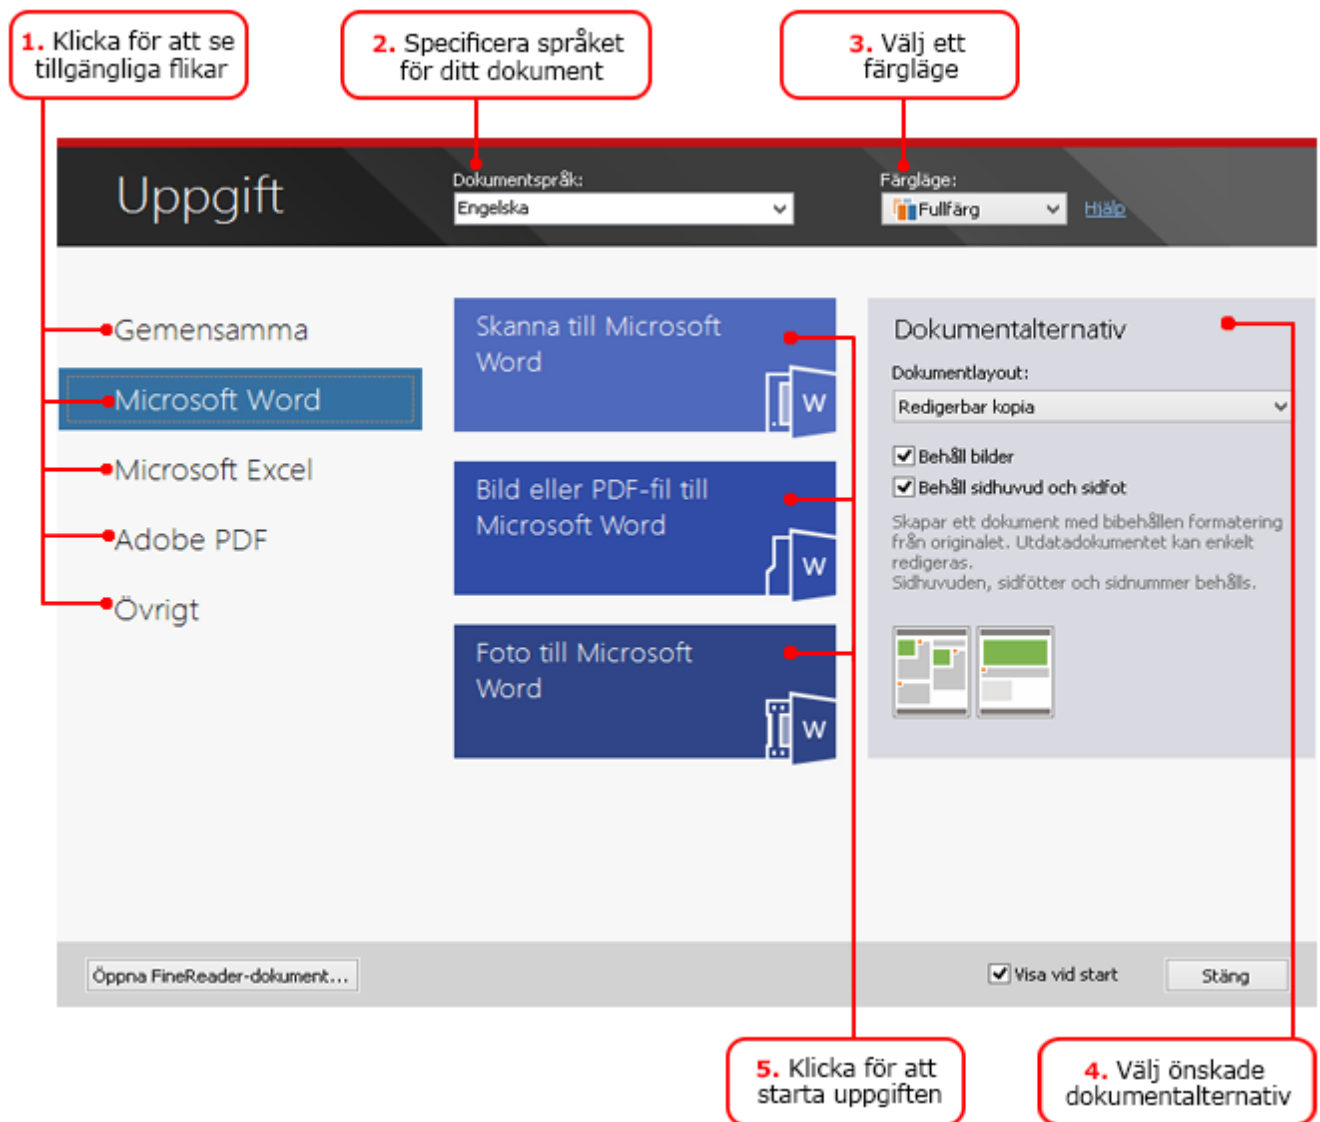 1. Klicka för att se
tillgängliga flikar
2. Specificera språket
för ditt dokument
3. Välj ett
färgläge
Uppgift
Dokumentspråk:
Engelska
Färgläge:
Fullfärg
Hjälp
Gemensamma
Microsoft Word
Microsoft Excel
Adobe PDF
Övrigt
Skanna till Microsoft
Word
W
Bild eller PDF-fil till
Microsoft Word
W
Foto till Microsoft
Word
W
Dokumentalternativ
Dokumentlayout:
Redigerbar kopia
Behåll bilder
Behåll sidhuvud och sidfot
Skapar ett dokument med bibehållen formatering
från originalet. Utdatadokumentet kan enkelt
redigeras.
Sidhuvuden, sidfötter och sidnummer behålls.
Öppna FineReader-dokument...
Visa vid start
Stäng
5. Klicka för att
starta uppgiften
4. Välj önskade
dokumentalternativ